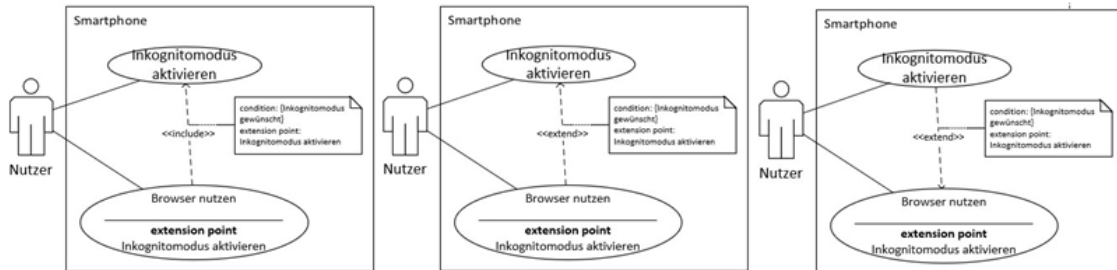 Smartphone
Inkognitomodus
aktivieren
condition: {Inkognitomodus
gewünscht}
extension point:
Inkognitomodus aktivieren
<<include>>
Nutzer
Browser nutzen
extension point
Inkognitomodus aktivieren
Smartphone
Inkognitomodus
aktivieren
condition: {Inkognitomodus
gewünscht}
extension point:
Inkognitomodus aktivieren
<<extend>>
Nutzer
Browser nutzen
extension point
Inkognitomodus aktivieren
Smartphone
Inkognitomodus
aktivieren
condition: {Inkognitomodus
gewünscht}
extension point:
Inkognitomodus aktivieren
<<extend>>
Nutzer
Browser nutzen
extension point
Inkognitomodus aktivieren